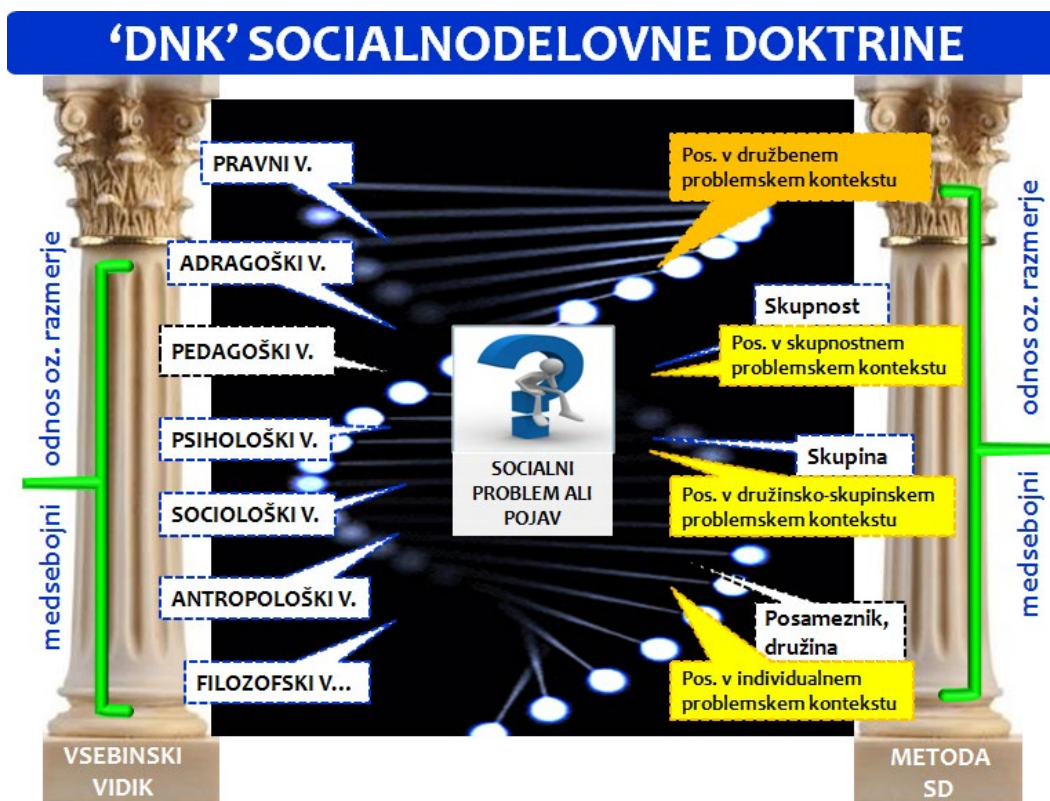 ‘DNK’ SOCIALNODELOVNE DOKTRINE
medsebojni odnos oz. razmerje
PRAVNI V.
ADRAGOŠKI V.
PEDAGOŠKI V.
PSIHOLOŠKI V.
SOCIOLOŠKI V.
ANTROPOLOŠKI V.
FILOZOFSKI V...
VSEBINSKI
VIDIK
SOCIALNI
PROBLEM ALI
POJAV
Pos. v družbenem
problemskem kontekstu
Skupnost
Pos. v skupnostnem
problemskem kontekstu
Skupina
Pos. v družinsko-skupinskem
problemskem kontekstu
Posameznik,
družina
Pos. v individualnem
problemskem kontekstu
medsebojni odnos oz. razmerje
METODA
SD